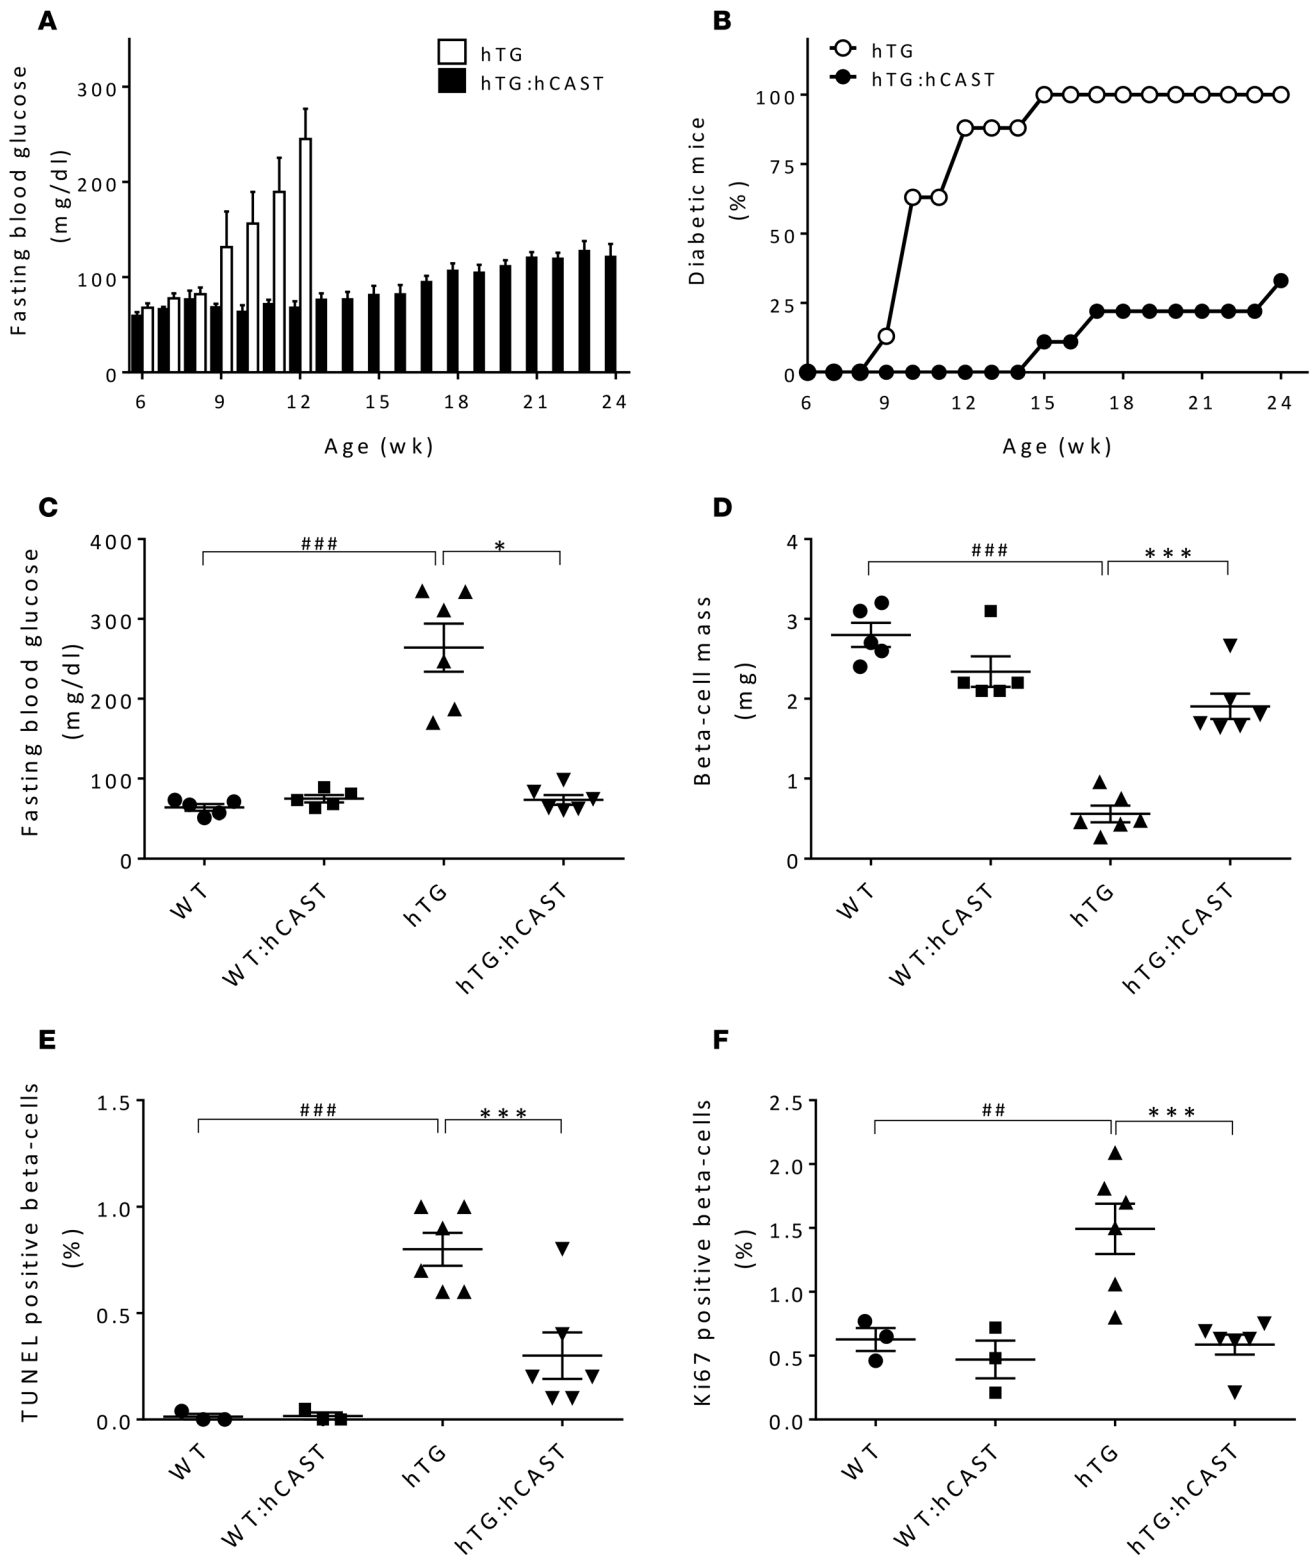 A
hTG
hTG:hCAST
Fasting blood glucose
(mg/dl)
300
200
100
0
6 9 12 15 18 21 24
Age (wk)
B
hTG
hTG:hCAST
Diabetic mice
(%)
100
75
50
25
0
6 9 12 15 18 21 24
Age (wk)
C
Fasting blood glucose
(mg/dl)
400
300
200
100
0
### *
WT WT:hCAST hTG hTG:hCAST
D
Beta-cell mass
(mg)
4
3
2
1
0
### ***
WT WT:hCAST hTG hTG:hCAST
E
TUNEL positive beta-cells
(%)
1.5
1.0
0.5
0.0
### ***
WT WT:hCAST hTG hTG:hCAST
F
Ki67 positive beta-cells
(%)
2.5
2.0
1.5
1.0
0.5
0.0
## ***
WT WT:hCAST hTG hTG:hCAST